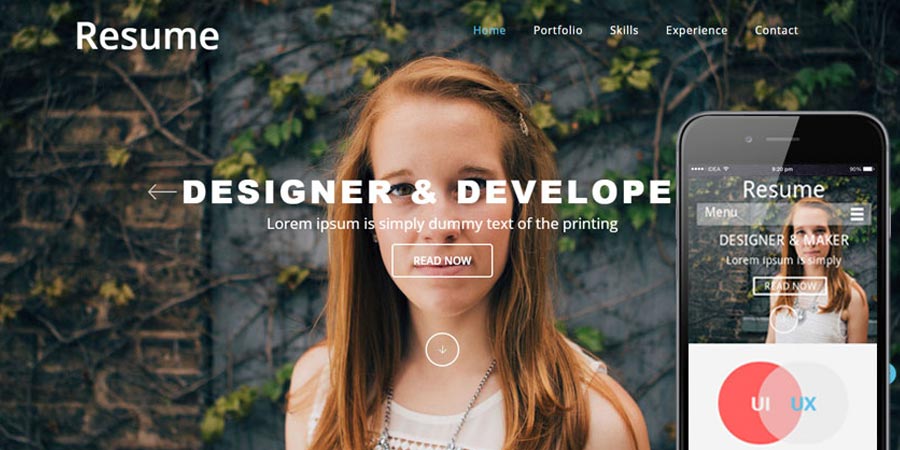 Resume
Home Portfolio Skills Experience Contact
DESIGNER & DEVELOPE
Lorem ipsum is simply dummy text of the printing
READ NOW
IDEA 9:20 pm 90%
Resume
Menu
DESIGNER & MAKER
Lorem ipsum is simply
READ NOW
UI UX